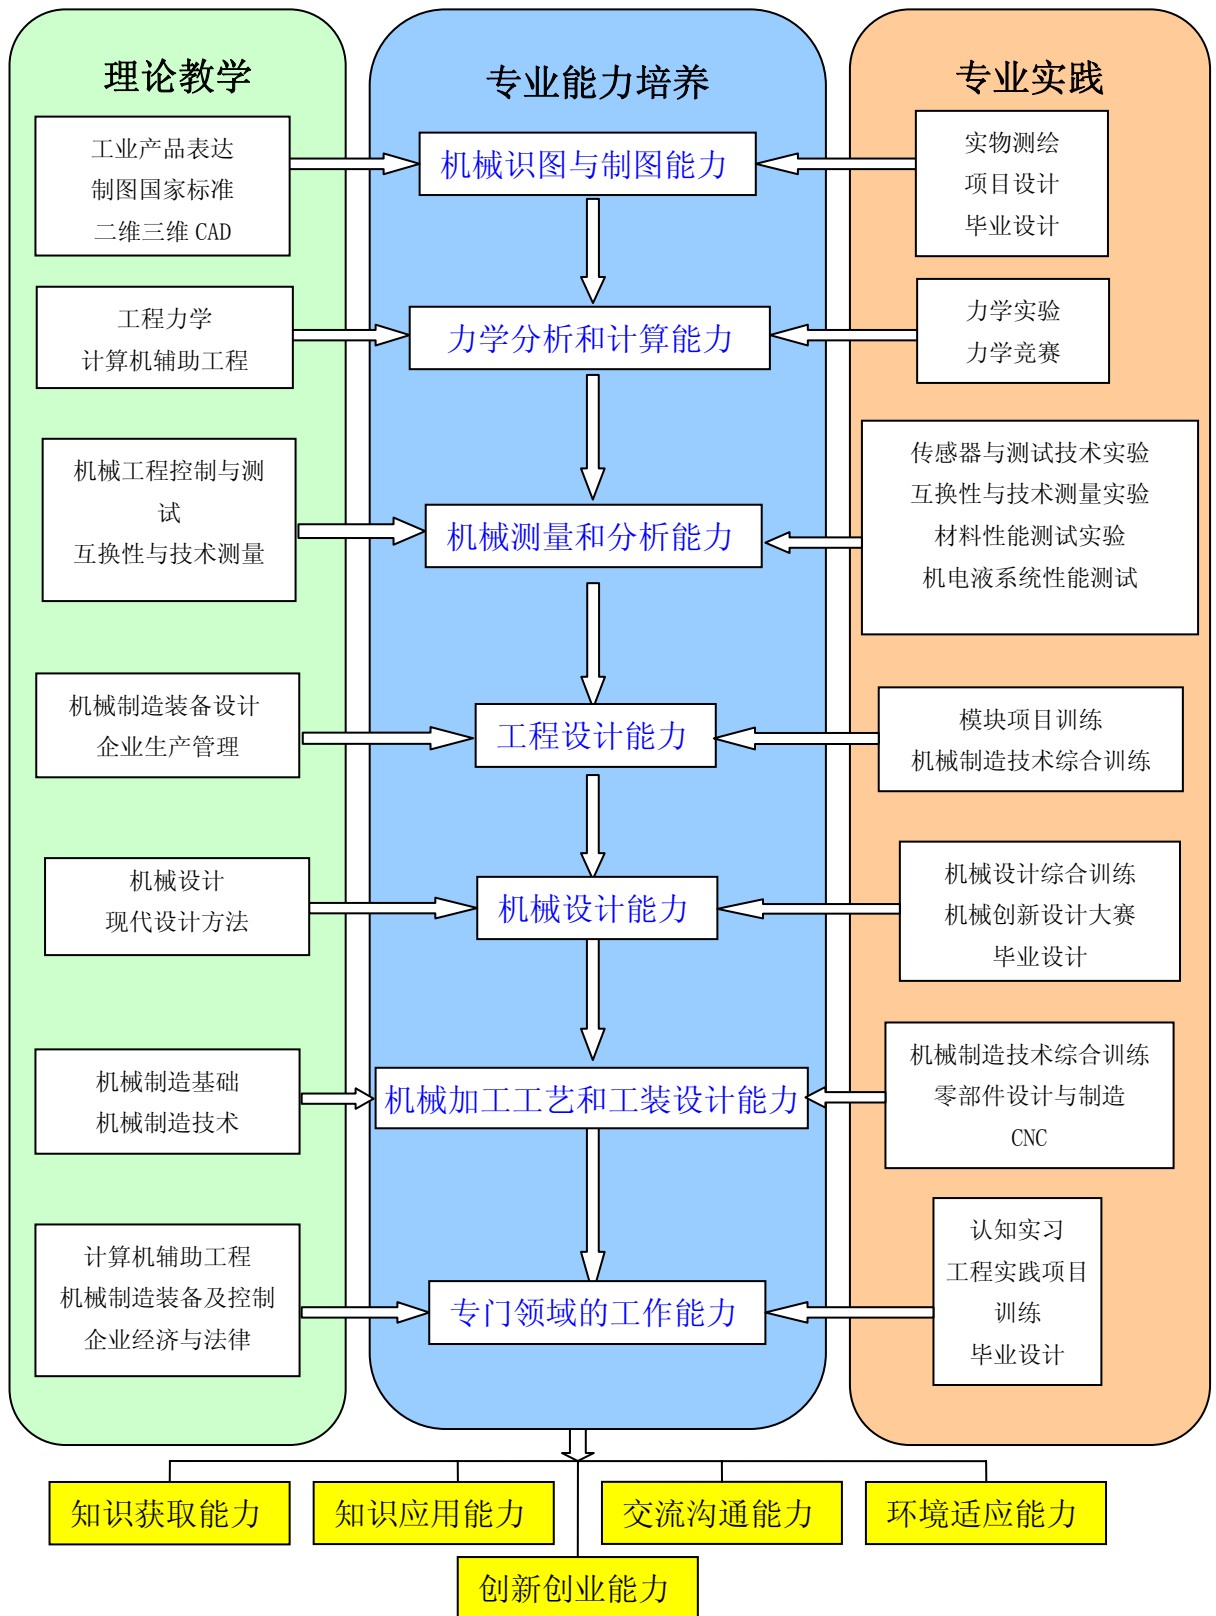 理论教学
工业产品表达
制图国家标准
二维三维 CAD
工程力学
计算机辅助工程
机械工程控制与测
试
互换性与技术测量
机械制造装备设计
企业生产管理
机械设计
现代设计方法
机械制造基础
机械制造技术
计算机辅助工程
机械制造装备及控制
企业经济与法律
专业能力培养
机械识图与制图能力
力学分析和计算能力
机械测量和分析能力
工程设计能力
机械设计能力
机械加工工艺和工装设计能力
专门领域的工作能力
专业实践
实物测绘
项目设计
毕业设计
力学实验
力学竞赛
传感器与测试技术实验
互换性与技术测量实验
材料性能测试实验
机电液系统性能测试
模块项目训练
机械制造技术综合训练
机械设计综合训练
机械创新设计大赛
毕业设计
机械制造技术综合训练
零部件设计与制造
CNC
认知实习
工程实践项目
训练
毕业设计
知识获取能力
知识应用能力
交流沟通能力
环境适应能力
创新创业能力